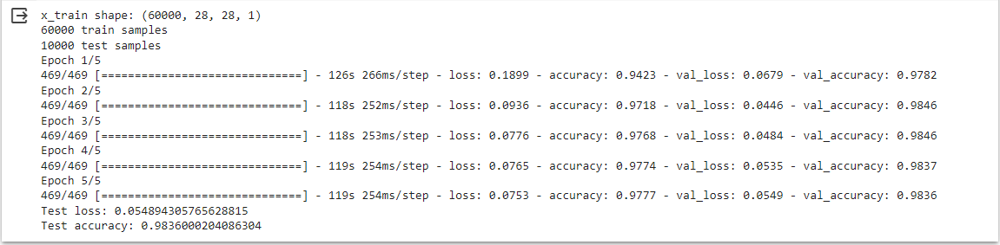 x_train shape: (60000, 28, 28, 1)
60000 train samples
10000 test samples
Epoch 1/5
469/469 [==============================] - 126s 266ms/step - loss: 0.1899 - accuracy: 0.9423 - val_loss: 0.0679 - val_accuracy: 0.9782
Epoch 2/5
469/469 [==============================] - 118s 252ms/step - loss: 0.0936 - accuracy: 0.9718 - val_loss: 0.0446 - val_accuracy: 0.9846
Epoch 3/5
469/469 [==============================] - 118s 253ms/step - loss: 0.0776 - accuracy: 0.9768 - val_loss: 0.0484 - val_accuracy: 0.9846
Epoch 4/5
469/469 [==============================] - 119s 254ms/step - loss: 0.0765 - accuracy: 0.9774 - val_loss: 0.0535 - val_accuracy: 0.9837
Epoch 5/5
469/469 [==============================] - 119s 254ms/step - loss: 0.0753 - accuracy: 0.9777 - val_loss: 0.0549 - val_accuracy: 0.9836
Test loss: 0.054894305765628815
Test accuracy: 0.9836000204086304